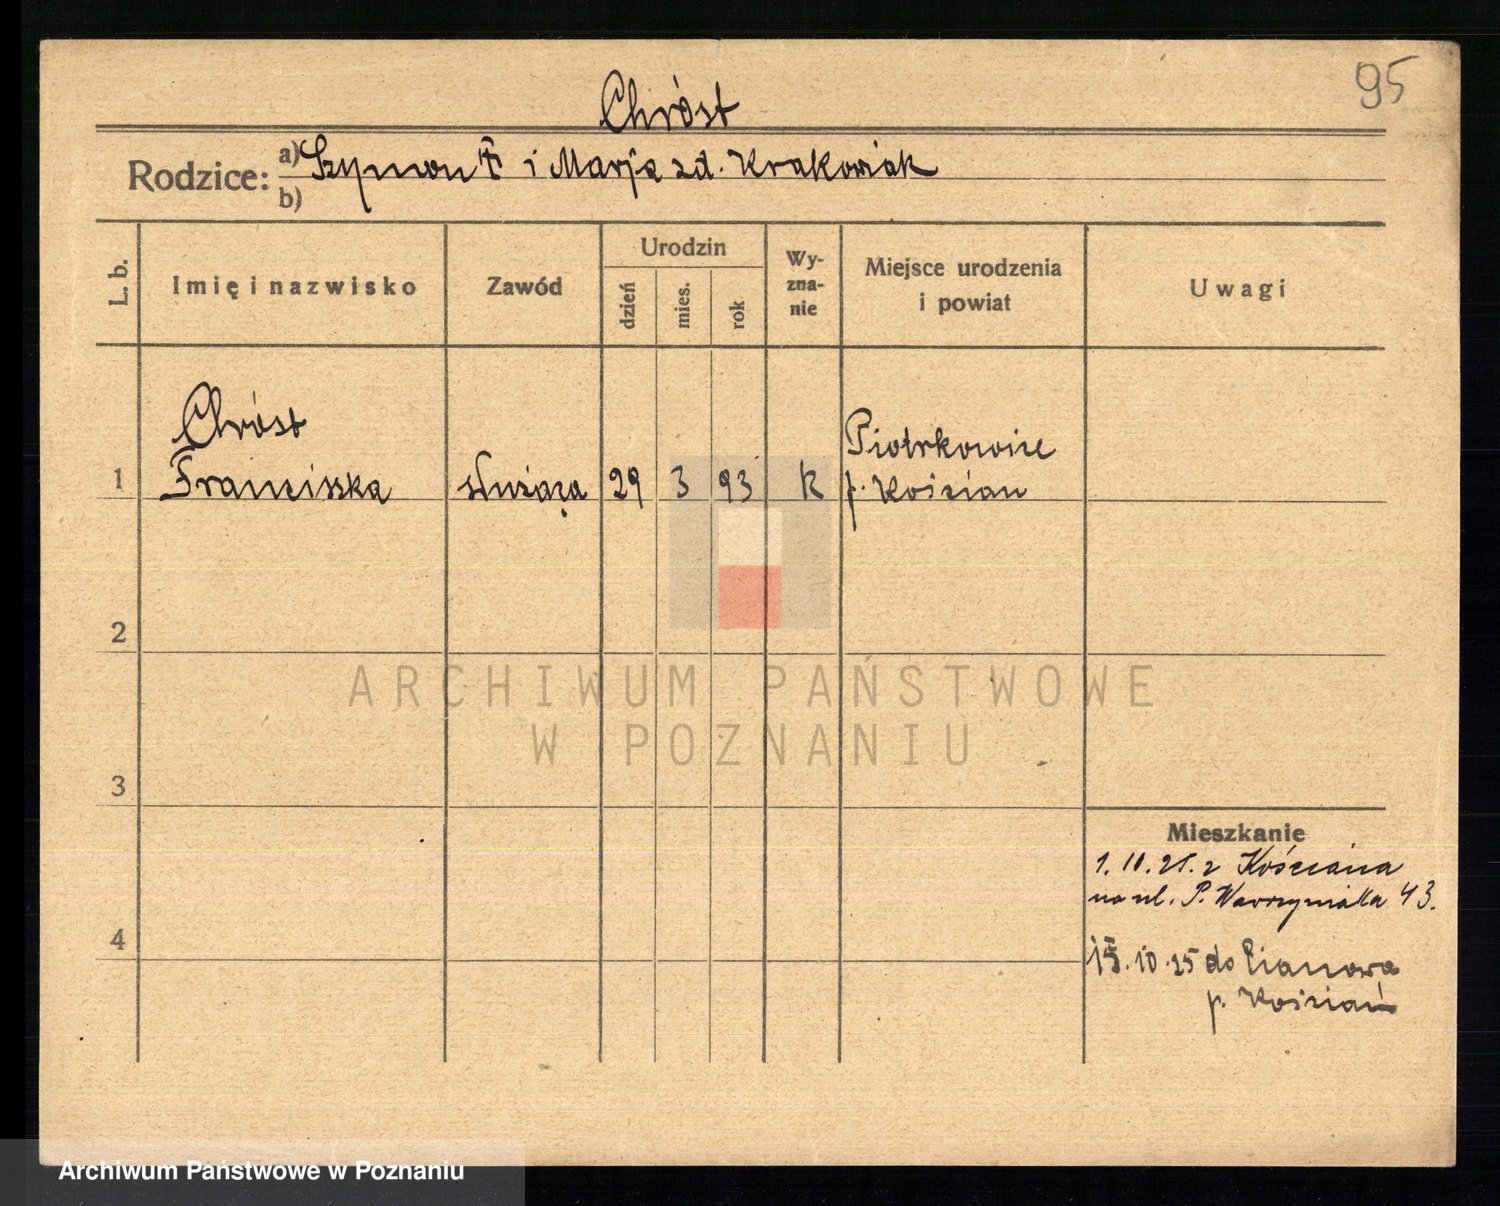 95
Chróst
Rodzice: a) Szymon † i Marja zd. Krakowiak
b)
L. b. Imię i nazwisko Zawód Urodzin dzień mies. rok Wy-zna-nie Miejsce urodzenia i powiat Uwagi
Chróst
1 Franciszka służąca 29 3 93 k Piotrkowice
p. Kościan
2
3
4
Mieszkanie
1. 10. 21. z Kościana
na ul. P. Wawrzyniaka 43.
15. 10. 25 do
p. Kościan
ARCHIWUM PAŃSTWOWE
W POZNANIU
Archiwum Państwowe w Poznaniu